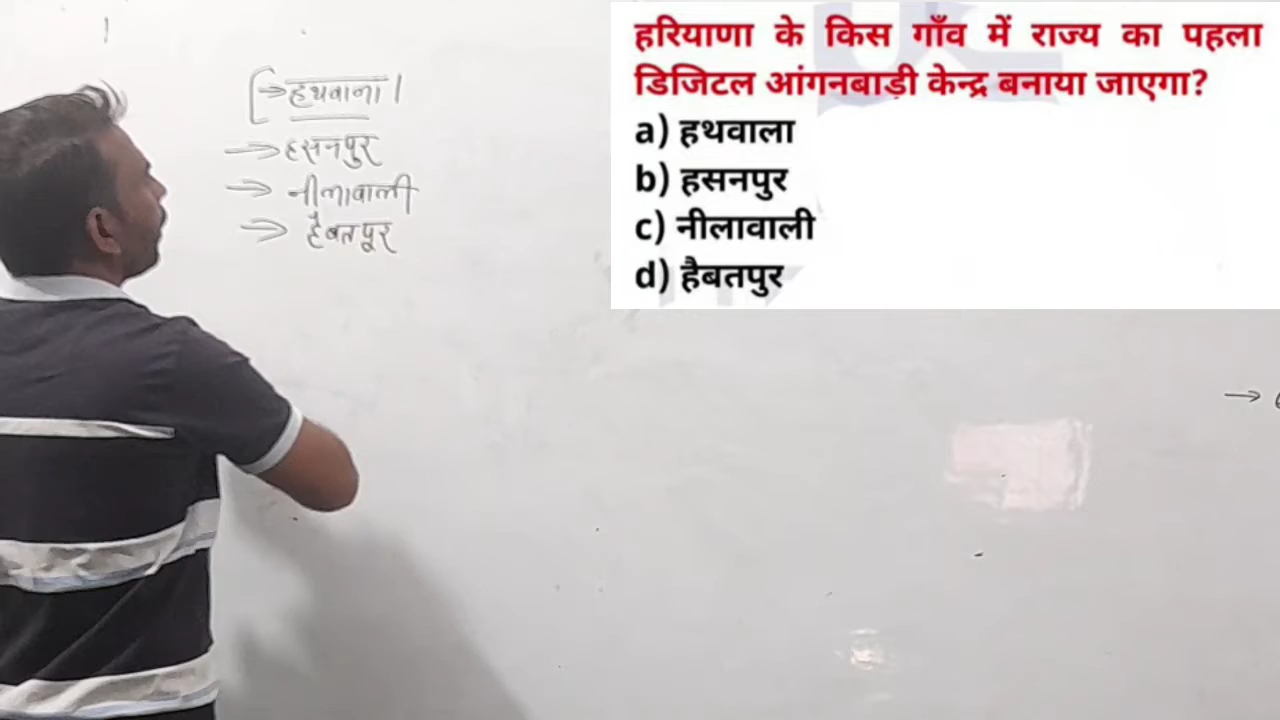 हरियाणा के किस गाँव में राज्य का पहला
डिजिटल आंगनबाड़ी केन्द्र बनाया जाएगा?
a) हथवाला
b) हसनपुर
c) नीलावाली
d) हैबतपुर
→ हथवाना।
→ हसनपुर
→ नीलावाली
→ हैबतपूर
→